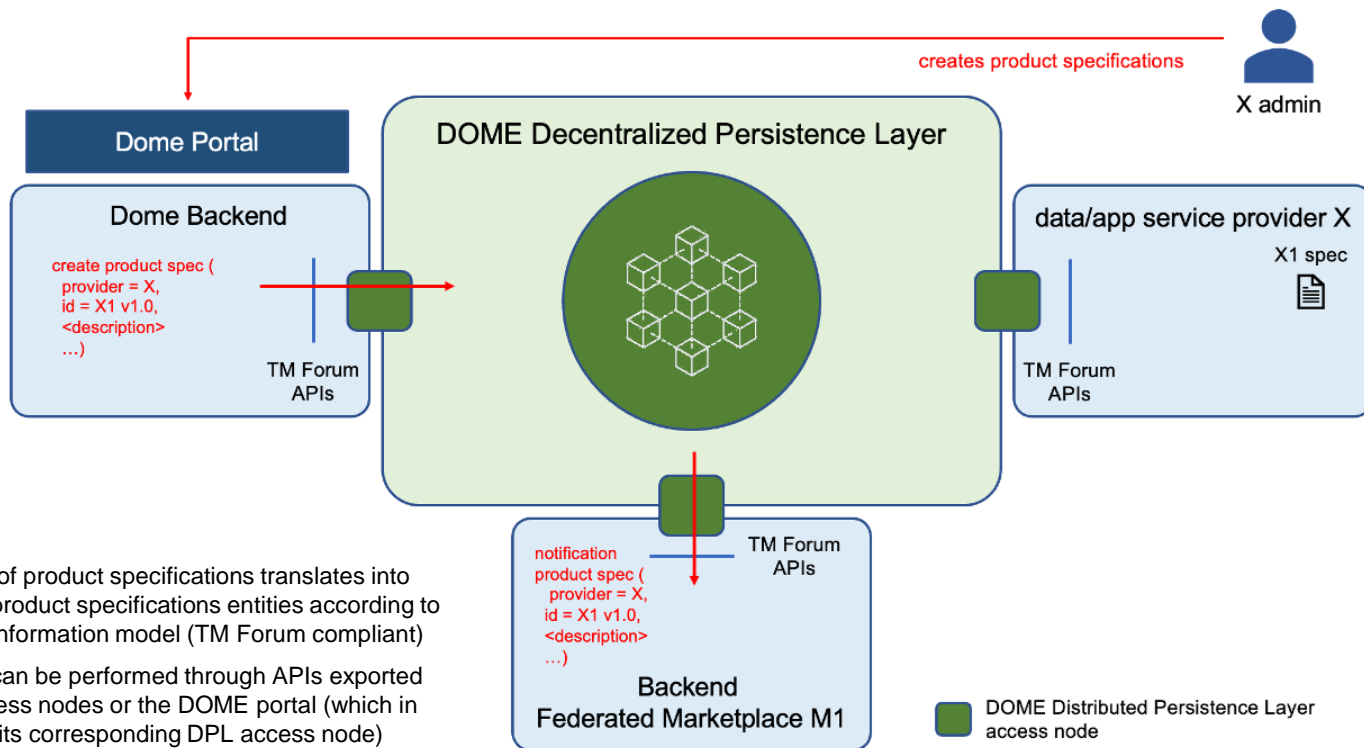 creates product specifications
X admin
Dome Portal
DOME Decentralized Persistence Layer
Dome Backend
create product spec (
provider = X,
id = X1 v1.0,
<description>
…)
TM Forum
APIs
data/app service provider X
X1 spec
TM Forum
APIs
TM Forum
APIs
notification
product spec (
provider = X,
id = X1 v1.0,
<description>
…)
Backend
Federated Marketplace M1
of product specifications translates into
product specifications entities according to
nformation model (TM Forum compliant)
can be performed through APIs exported
ess nodes or the DOME portal (which in
its corresponding DPL access node)
DOME Distributed Persistence Layer
access node